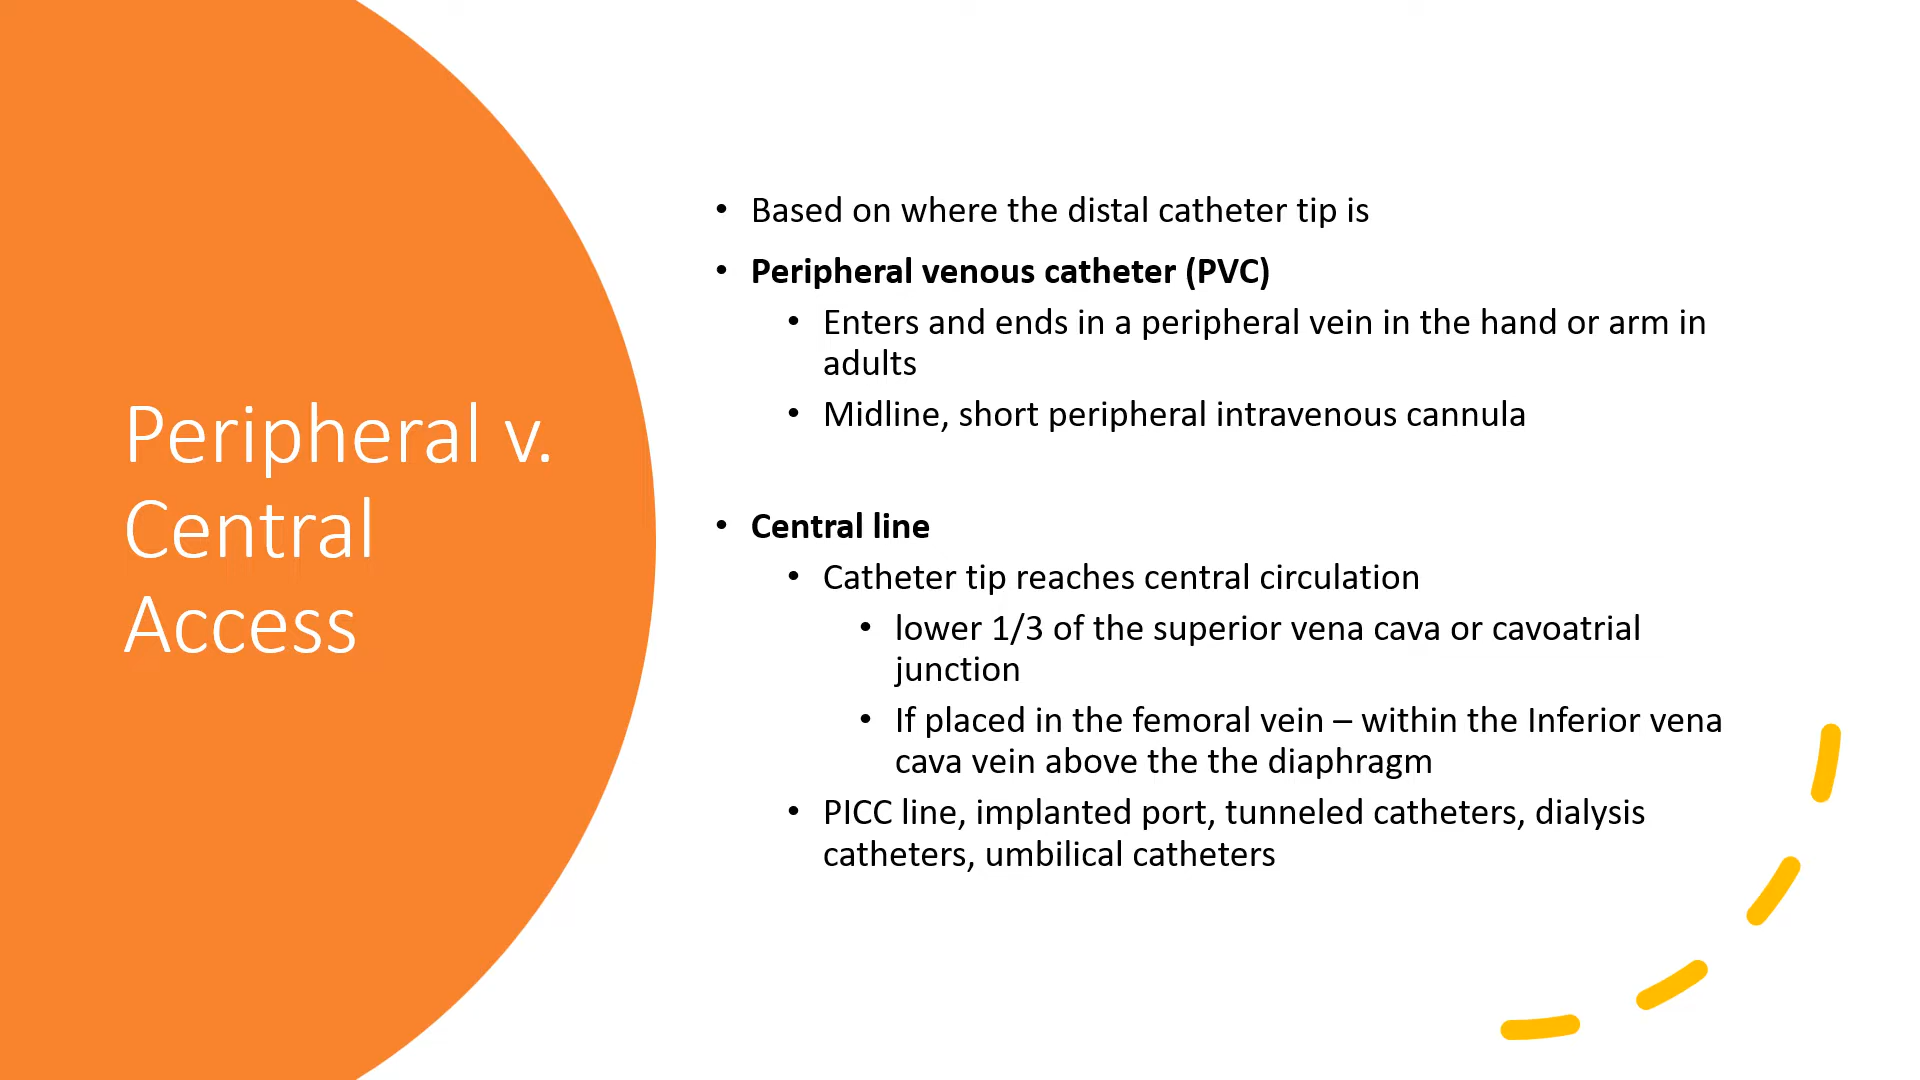 Peripheral v.
Central
Access
• Based on where the distal catheter tip is
• Peripheral venous catheter (PVC)
• Enters and ends in a peripheral vein in the hand or arm in
adults
• Midline, short peripheral intravenous cannula
• Central line
• Catheter tip reaches central circulation
• lower 1/3 of the superior vena cava or cavoatrial
junction
• If placed in the femoral vein – within the Inferior vena
cava vein above the the diaphragm
• PICC line, implanted port, tunneled catheters, dialysis
catheters, umbilical catheters